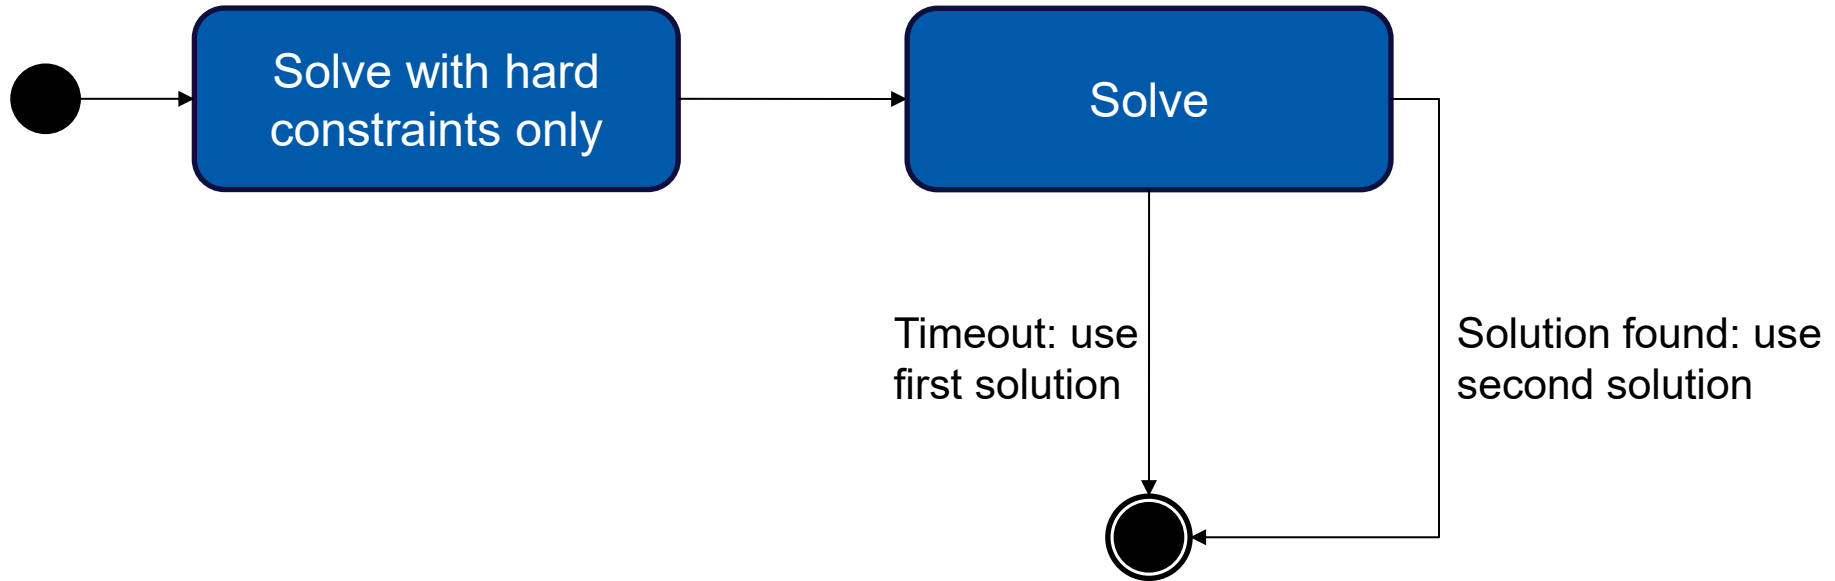 Solve with hard
constraints only
Solve
Timeout: use
first solution
Solution found: use
second solution